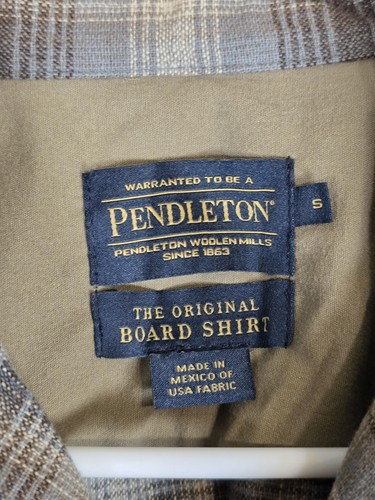 WARRANTED TO BE A
PENDLETON®
PENDLETON WOOLEN MILLS
SINCE 1863
S
THE ORIGINAL
BOARD SHIRT
MADE IN
MEXICO OF
USA FABRIC